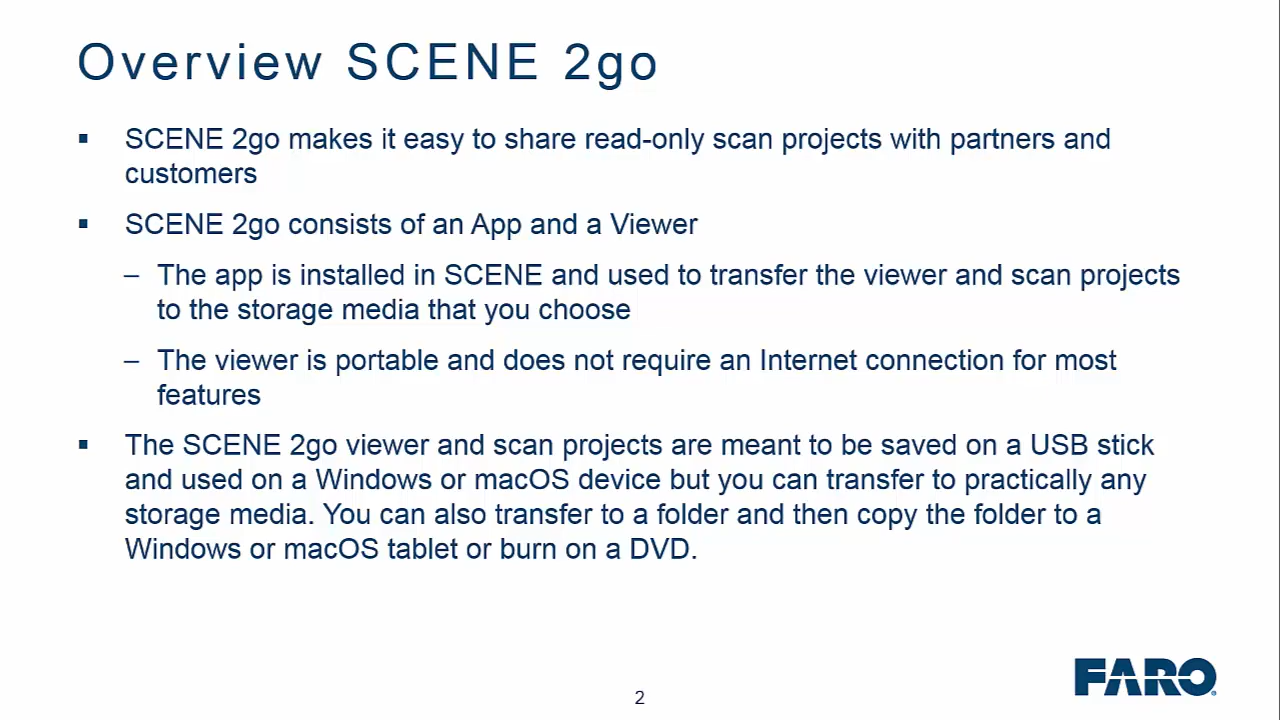 Overview SCENE 2go
▪ SCENE 2go makes it easy to share read-only scan projects with partners and
customers
▪ SCENE 2go consists of an App and a Viewer
– The app is installed in SCENE and used to transfer the viewer and scan projects
to the storage media that you choose
– The viewer is portable and does not require an Internet connection for most
features
▪ The SCENE 2go viewer and scan projects are meant to be saved on a USB stick
and used on a Windows or macOS device but you can transfer to practically any
storage media. You can also transfer to a folder and then copy the folder to a
Windows or macOS tablet or burn on a DVD.
FARO
2